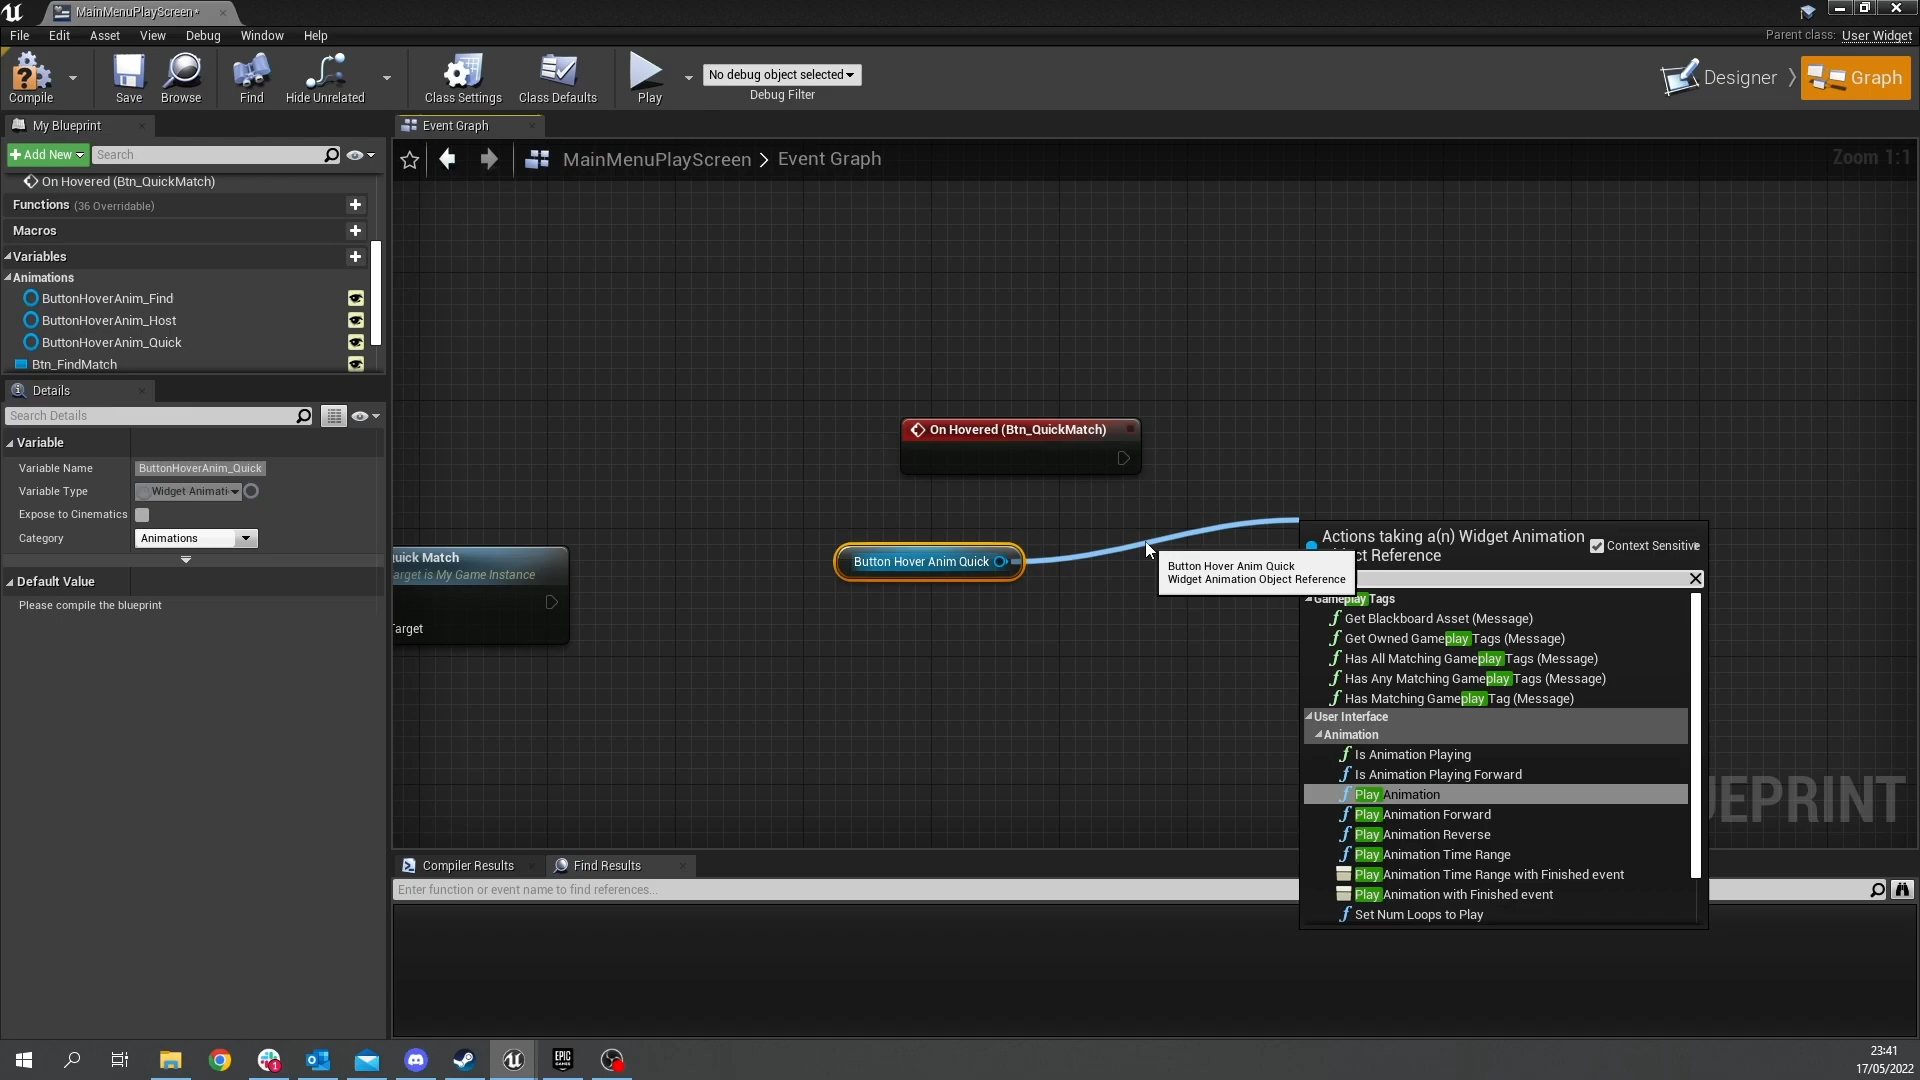 MainMenuPlayScreen*
File Edit Asset View Debug Window Help
Parent class: User Widget
Compile
Save
Browse
Find
Hide Unrelated
Class Settings
Class Defaults
Play
No debug object selected
Debug Filter
Designer
Graph
My Blueprint
Add New
Search
On Hovered (Btn_QuickMatch)
Functions (36 Overridable)
Macros
Variables
Animations
ButtonHoverAnim_Find
ButtonHoverAnim_Host
ButtonHoverAnim_Quick
Btn_FindMatch
Details
Search Details
Variable
Variable Name ButtonHoverAnim_Quick
Variable Type Widget Animati
Expose to Cinematics
Category Animations
Default Value
Please compile the blueprint
Event Graph
MainMenuPlayScreen > Event Graph
Zoom 1:1
On Hovered (Btn_QuickMatch)
uick Match
arget is My Game Instance
arget
Button Hover Anim Quick
Button Hover Anim Quick
Widget Animation Object Reference
Actions taking a(n) Widget Animation
ct Reference
Context Sensitive
Gameplay Tags
Get Blackboard Asset (Message)
Get Owned Gameplay Tags (Message)
Has All Matching Gameplay Tags (Message)
Has Any Matching Gameplay Tags (Message)
Has Matching Gameplay Tag (Message)
User Interface
Animation
Is Animation Playing
Is Animation Playing Forward
Play Animation
Play Animation Forward
Play Animation Reverse
Play Animation Time Range
Play Animation Time Range with Finished event
Play Animation with Finished event
Set Num Loops to Play
UEPRINT
Compiler Results
Find Results
Enter function or event name to find references...
1
EPIC
GAMES
23:41
17/05/2022